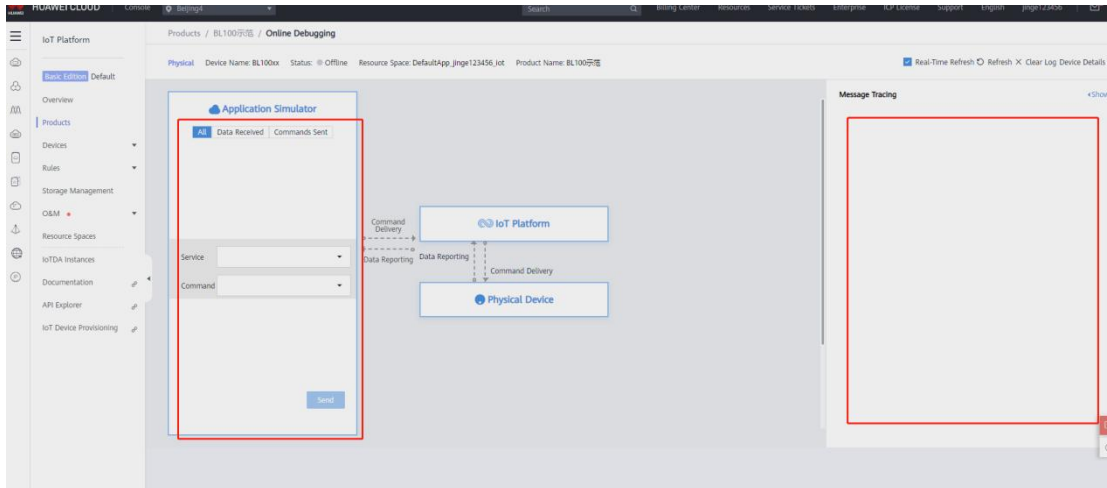 HUAWEI
HUAWEI CLOUD Console Beijing4 Search Billing Center Resources Service Tickets Enterprise ICP License Support English jinge123456
IoT Platform
Products / BL100示范 / Online Debugging
Physical Device Name: BL100xx Status: Offline Resource Space: DefaultApp_jinge123456_iot Product Name: BL100示范
Real-Time Refresh Refresh Clear Log Device Details
Basic Edition Default
Overview
Products
Devices
Rules
Storage Management
O&M
Resource Spaces
IoTDA Instances
Documentation
API Explorer
IoT Device Provisioning
Application Simulator
All Data Received Commands Sent
Service
Command
Send
Command
Delivery
Data Reporting
IoT Platform
Data Reporting
Command Delivery
Physical Device
Message Tracing
Show